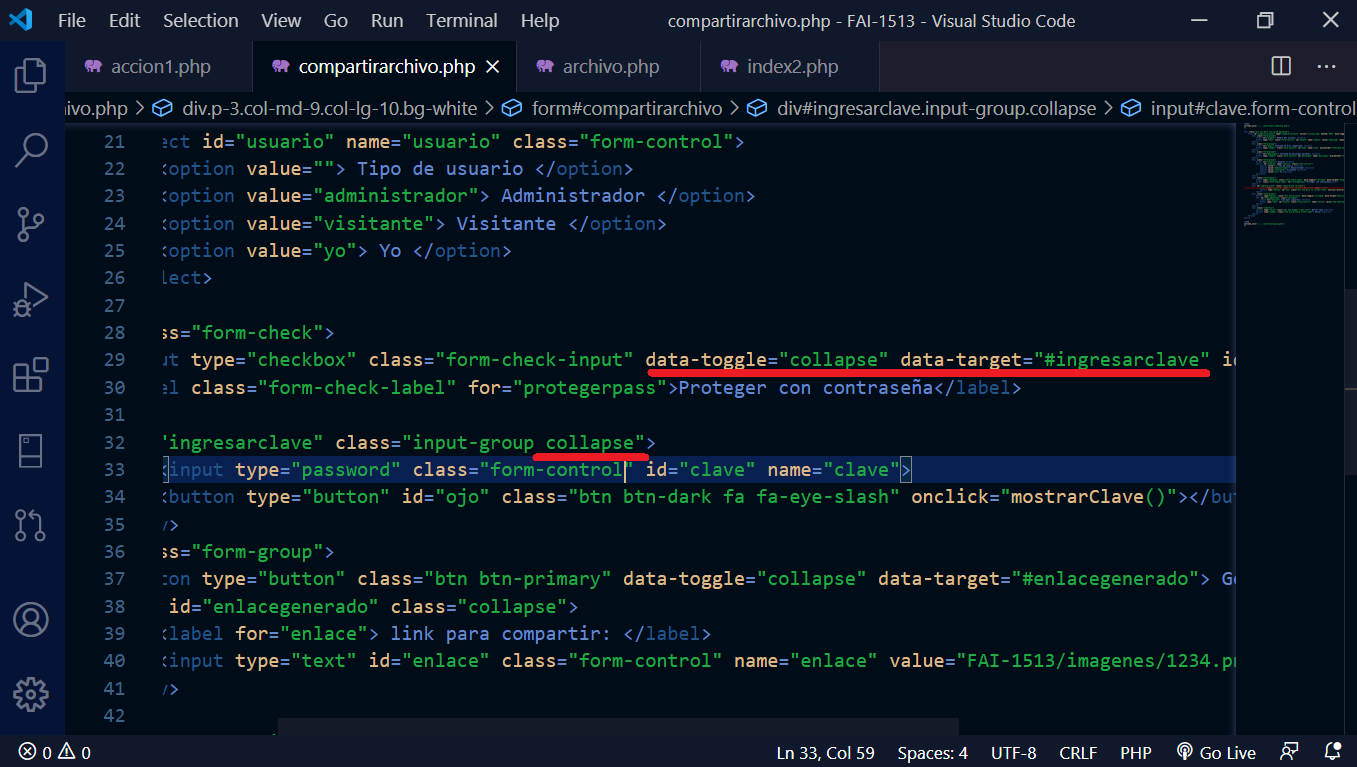 File Edit Selection View Go Run Terminal Help compartirarchivo.php - FAI-1513 - Visual Studio Code
accion1.php compartirarchivo.php archivo.php index2.php
ivo.php > div.p-3.col-md-9.col-lg-10.bg-white > form#compartirarchivo > div#ingresarclave.input-group.collapse > input#clave.form-control
21 ect id="usuario" name="usuario" class="form-control">
22 <option value=""> Tipo de usuario </option>
23 <option value="administrador"> Administrador </option>
24 <option value="visitante"> Visitante </option>
25 <option value="yo"> Yo </option>
26 lect>
27
28 ss="form-check">
29 ut type="checkbox" class="form-check-input" data-toggle="collapse" data-target="#ingresarclave" id
30 el class="form-check-label" for="protegerpass">Proteger con contraseña</label>
31
32 "ingresarclave" class="input-group collapse">
33 <input type="password" class="form-control" id="clave" name="clave">
34 <button type="button" id="ojo" class="btn btn-dark fa fa-eye-slash" onclick="mostrarClave()"></but
35 />
36 ss="form-group">
37 ton type="button" class="btn btn-primary" data-toggle="collapse" data-target="#enlacegenerado"> Ge
38 id="enlacegenerado" class="collapse">
39 <label for="enlace"> link para compartir: </label>
40 <input type="text" id="enlace" class="form-control" name="enlace" value="FAI-1513/imagenes/1234.pn
41 />
42
0 0 Ln 33, Col 59 Spaces: 4 UTF-8 CRLF PHP Go Live